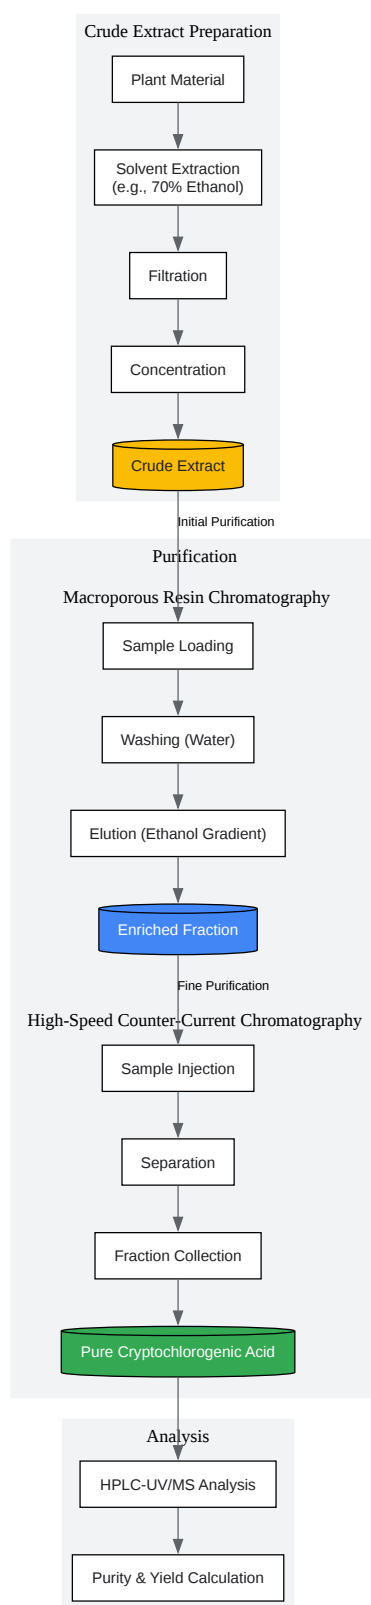 Crude Extract Preparation
Plant Material
Solvent Extraction
(e.g., 70% Ethanol)
Filtration
Concentration
Crude Extract
Initial Purification
Purification
Macroporous Resin Chromatography
Sample Loading
Washing (Water)
Elution (Ethanol Gradient)
Enriched Fraction
Fine Purification
High-Speed Counter-Current Chromatography
Sample Injection
Separation
Fraction Collection
Pure Cryptochlorogenic Acid
Analysis
HPLC-UV/MS Analysis
Purity & Yield Calculation